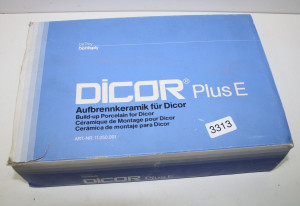 Dentsply
DICOR® Plus E
Aufbrennkeramik für Dicor
Build-up Porcelain for Dicor
Céramique de Montage pour Dicor
Cerámica de montaje para Dicor
3313